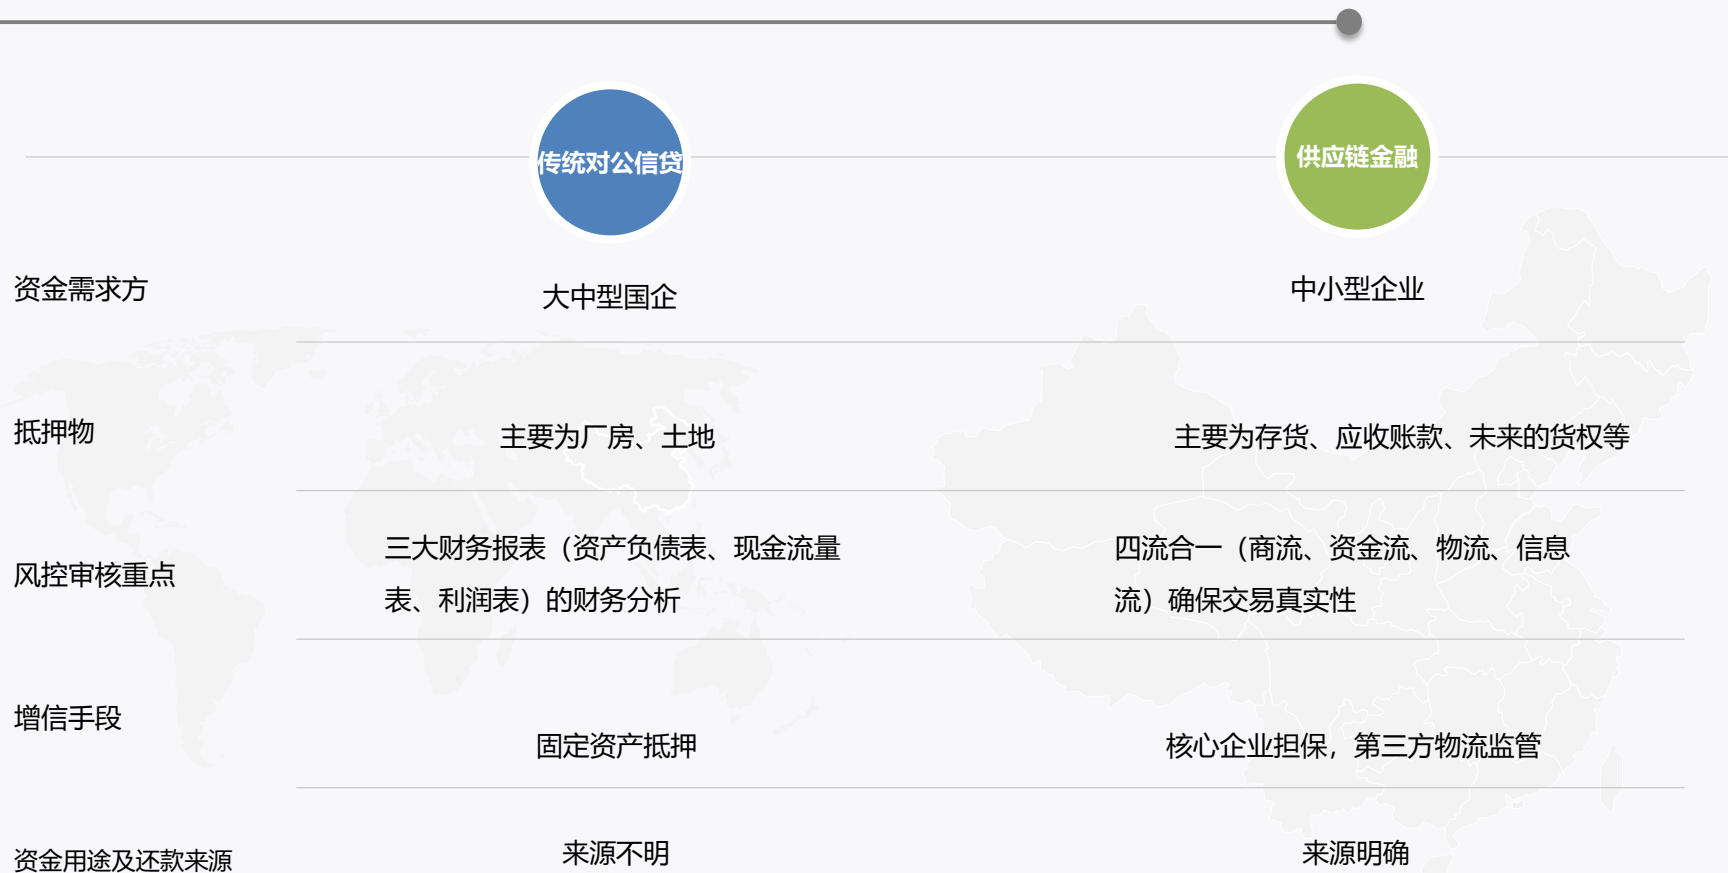 传统对公信贷
供应链金融
资金需求方
大中型国企
中小型企业
抵押物
主要为厂房、土地
主要为存货、应收账款、未来的货权等
风控审核重点
三大财务报表（资产负债表、现金流量
表、利润表）的财务分析
四流合一（商流、资金流、物流、信息
流）确保交易真实性
增信手段
固定资产抵押
核心企业担保，第三方物流监管
资金用途及还款来源
来源不明
来源明确